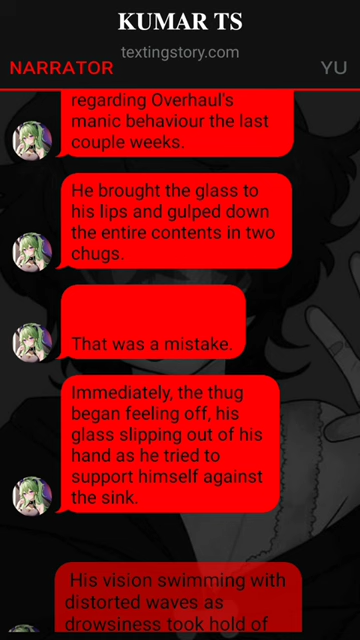 KUMAR TS
textingstory.com
NARRATOR
YU
regarding Overhaul's
manic behaviour the last
couple weeks.
He brought the glass to
his lips and gulped down
the entire contents in two
chugs.
That was a mistake.
Immediately, the thug
began feeling off, his
glass slipping out of his
hand as he tried to
support himself against
the sink.
His vision swimming with
distorted waves as
drowsiness took hold of